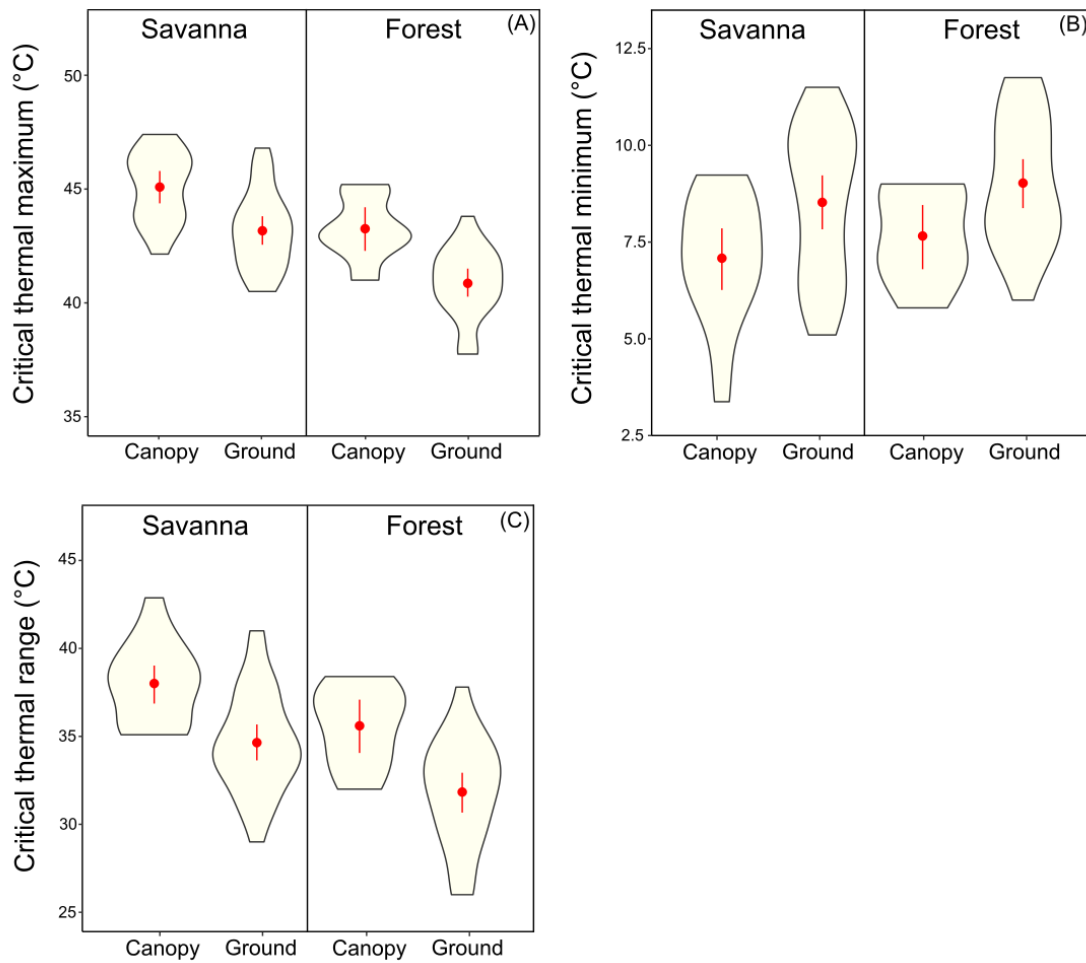 Savanna Forest (A)
Critical thermal maximum (°C)
50
45
40
35
Canopy Ground Canopy Ground
Savanna Forest (B)
Critical thermal minimum (°C)
12.5
10.0
7.5
5.0
2.5
Canopy Ground Canopy Ground
Savanna Forest (C)
Critical thermal range (°C)
45
40
35
30
25
Canopy Ground Canopy Ground